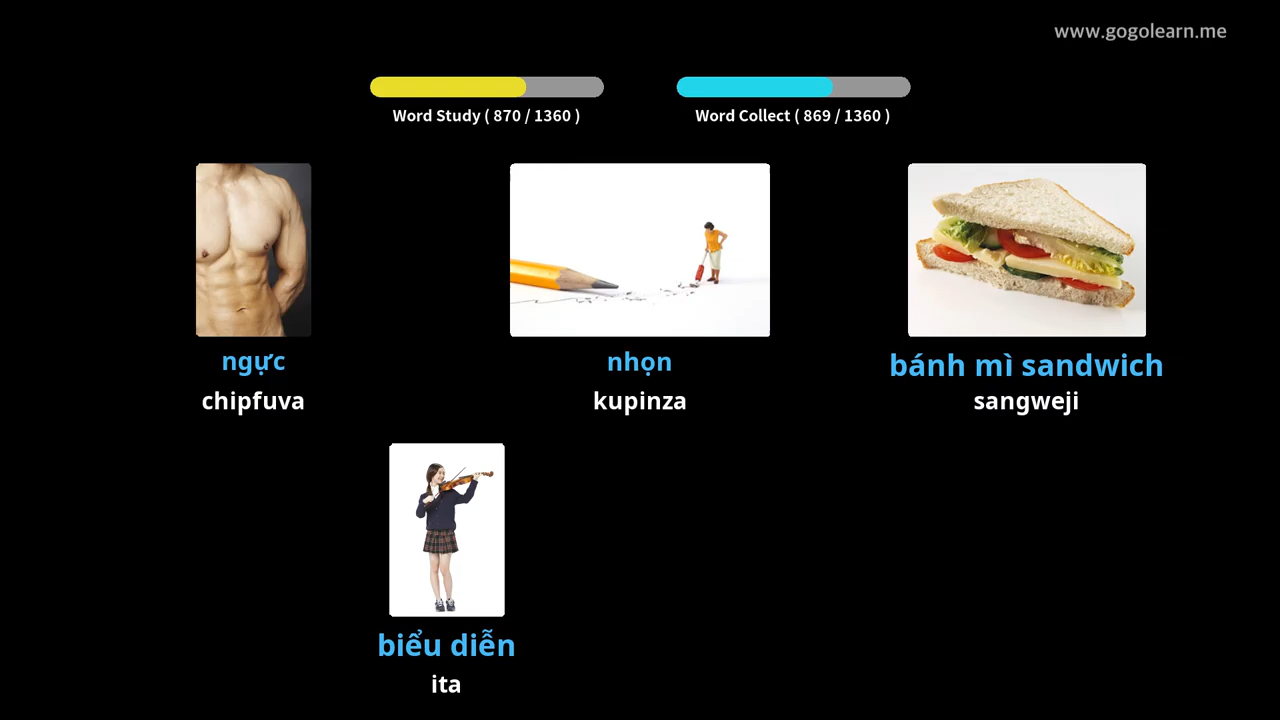 www.gogolearn.me
Word Study ( 870 / 1360 )
Word Collect ( 869 / 1360 )
ngực
chipfuva
nhọn
kupinza
bánh mì sandwich
sangweji
biểu diễn
ita